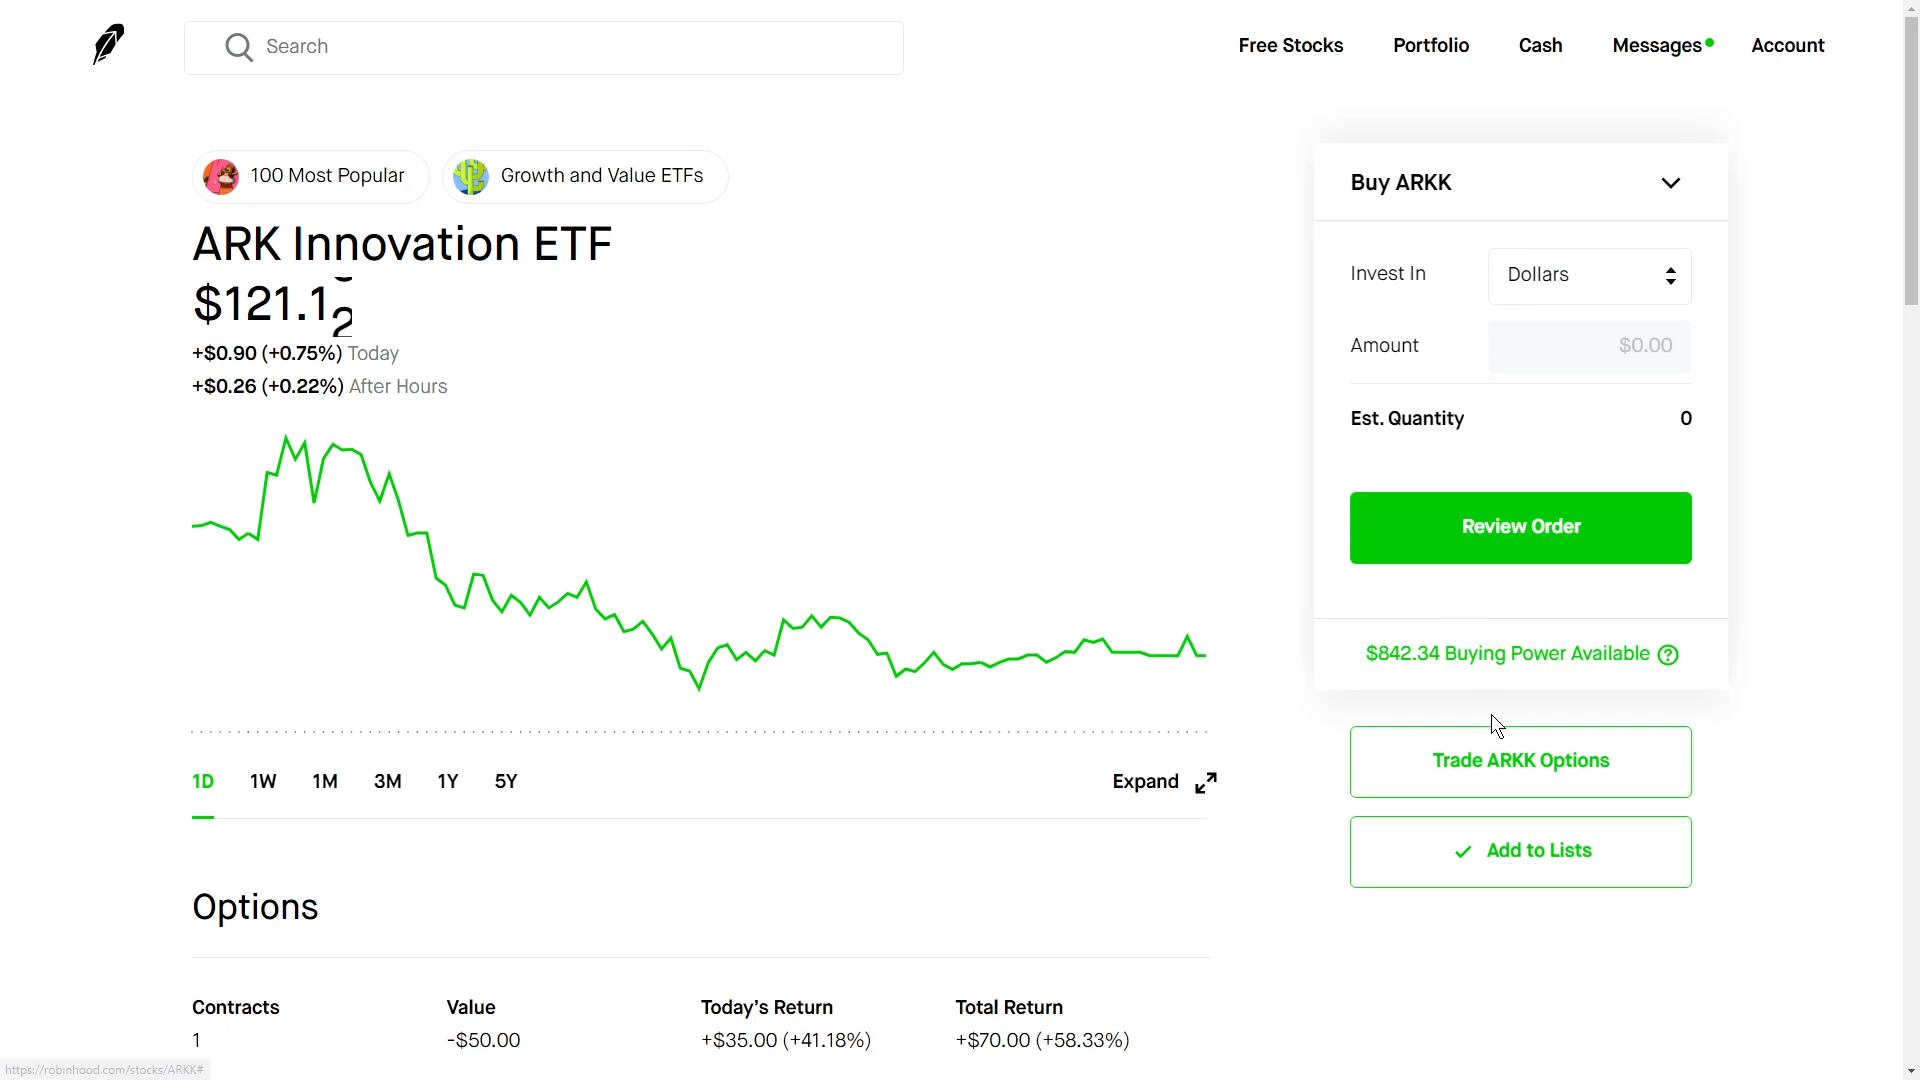 Search
Free Stocks
Portfolio
Cash
Messages
Account
100 Most Popular
Growth and Value ETFs
ARK Innovation ETF
$121.1
+$0.90 (+0.75%) Today
+$0.26 (+0.22%) After Hours
1D
1W
1M
3M
1Y
5Y
Expand
Options
Contracts
Value
Today's Return
Total Return
1
-$50.00
+$35.00 (+41.18%)
+$70.00 (+58.33%)
Buy ARKK
Invest In
Dollars
Amount
$0.00
Est. Quantity
0
Review Order
$842.34 Buying Power Available
Trade ARKK Options
Add to Lists
https://robinhood.com/stocks/ARKK#